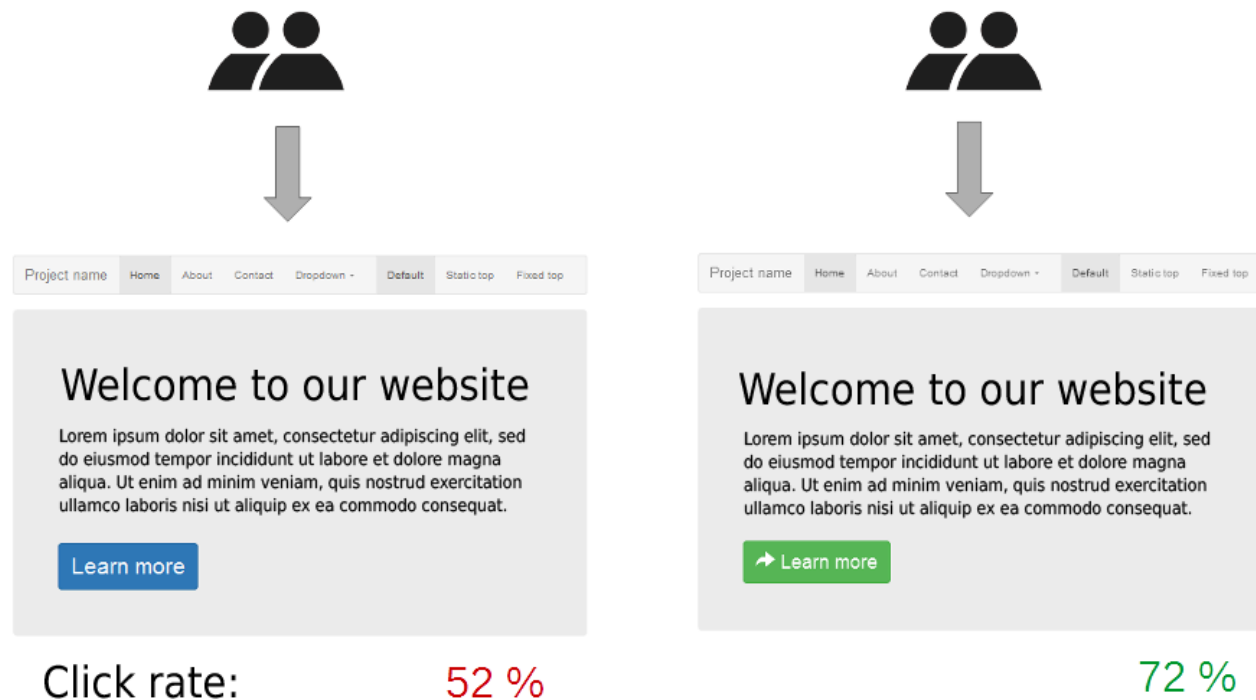 Project name Home About Contact Dropdown Default Static top Fixed top
Welcome to our website
Lorem ipsum dolor sit amet, consectetur adipiscing elit, sed
do eiusmod tempor incididunt ut labore et dolore magna
aliqua. Ut enim ad minim veniam, quis nostrud exercitation
ullamco laboris nisi ut aliquip ex ea commodo consequat.
Learn more
Project name Home About Contact Dropdown Default Static top Fixed top
Welcome to our website
Lorem ipsum dolor sit amet, consectetur adipiscing elit, sed
do eiusmod tempor incididunt ut labore et dolore magna
aliqua. Ut enim ad minim veniam, quis nostrud exercitation
ullamco laboris nisi ut aliquip ex ea commodo consequat.
Learn more
Click rate: 52 % 72 %